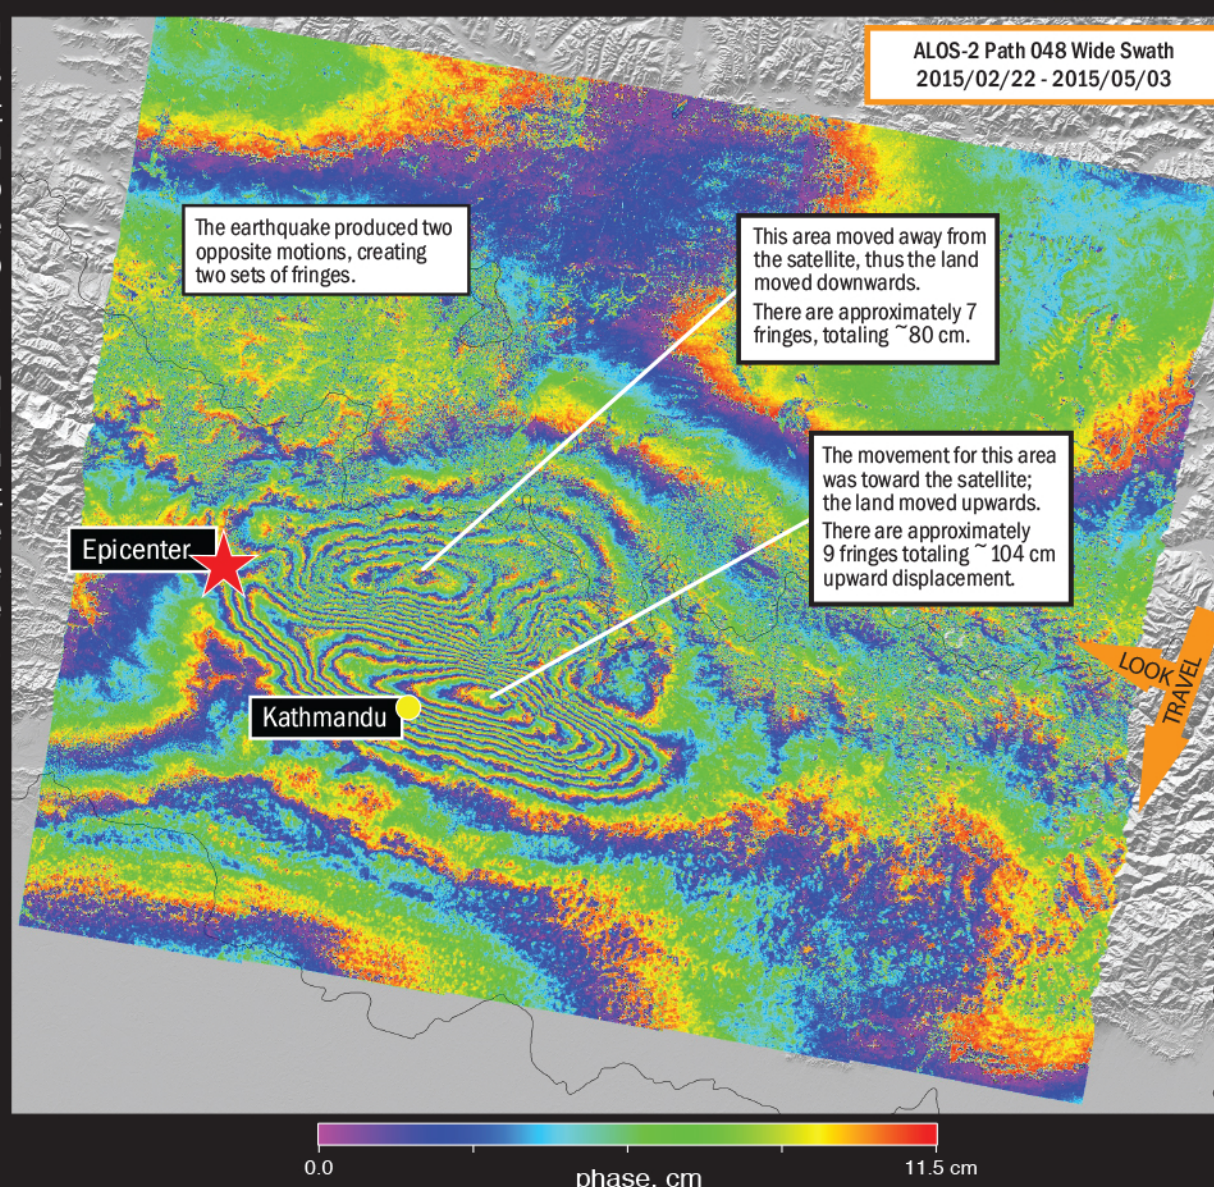 ALOS-2 Path 048 Wide Swath
2015/02/22 - 2015/05/03
The earthquake produced two
opposite motions, creating
two sets of fringes.
This area moved away from
the satellite, thus the land
moved downwards.
There are approximately 7
fringes, totaling ~80 cm.
The movement for this area
was toward the satellite;
the land moved upwards.
There are approximately
9 fringes totaling ~ 104 cm
upward displacement.
Epicenter
Kathmandu
LOOK
TRAVEL
0.0
11.5 cm
phase, cm